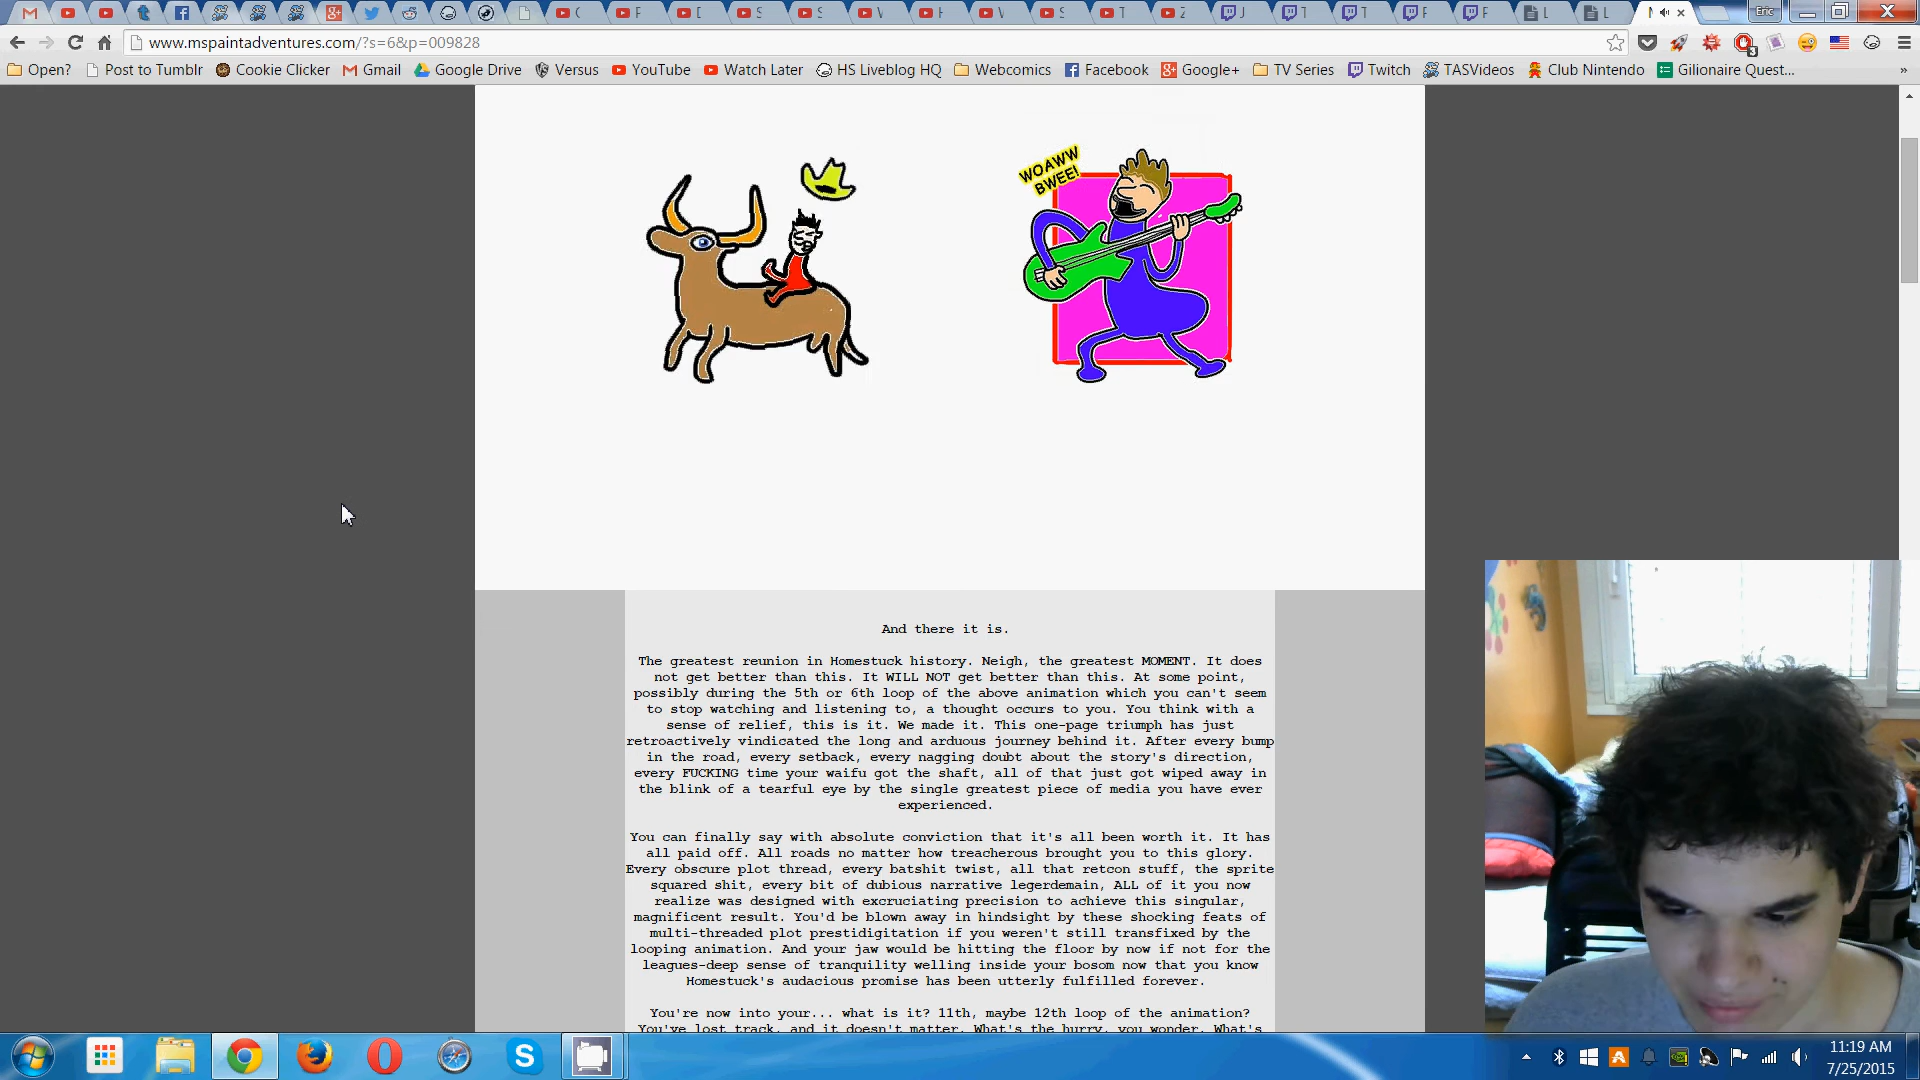 Eric
www.mspaintadventures.com/?s=6&p=009828
3
Open?
Post to Tumblr
Cookie Clicker
Gmail
Google Drive
Versus
YouTube
Watch Later
HS Liveblog HQ
Webcomics
Facebook
Google+
TV Series
Twitch
TASVideos
Club Nintendo
Gilionaire Quest...
»
WOAWW
BWEE!
And there it is.
The greatest reunion in Homestuck history. Neigh, the greatest MOMENT. It does
not get better than this. It WILL NOT get better than this. At some point,
possibly during the 5th or 6th loop of the above animation which you can't seem
to stop watching and listening to, a thought occurs to you. You think with a
sense of relief, this is it. We made it. This one-page triumph has just
retroactively vindicated the long and arduous journey behind it. After every bump
in the road, every setback, every nagging doubt about the story's direction,
every FUCKING time your waifu got the shaft, all of that just got wiped away in
the blink of a tearful eye by the single greatest piece of media you have ever
experienced.
You can finally say with absolute conviction that it's all been worth it. It has
all paid off. All roads no matter how treacherous brought you to this glory.
Every obscure plot thread, every batshit twist, all that retcon stuff, the sprite
squared shit, every bit of dubious narrative legerdemain, ALL of it you now
realize was designed with excruciating precision to achieve this singular,
magnificent result. You'd be blown away in hindsight by these shocking feats of
multi-threaded plot prestidigitation if you weren't still transfixed by the
looping animation. And your jaw would be hitting the floor by now if not for the
leagues-deep sense of tranquility welling inside your bosom now that you know
Homestuck's audacious promise has been utterly fulfilled forever.
You're now into your... what is it? 11th, maybe 12th loop of the animation?
You've lost track, and it doesn't matter. What's the hurry, you wonder. What's
11:19 AM
7/25/2015